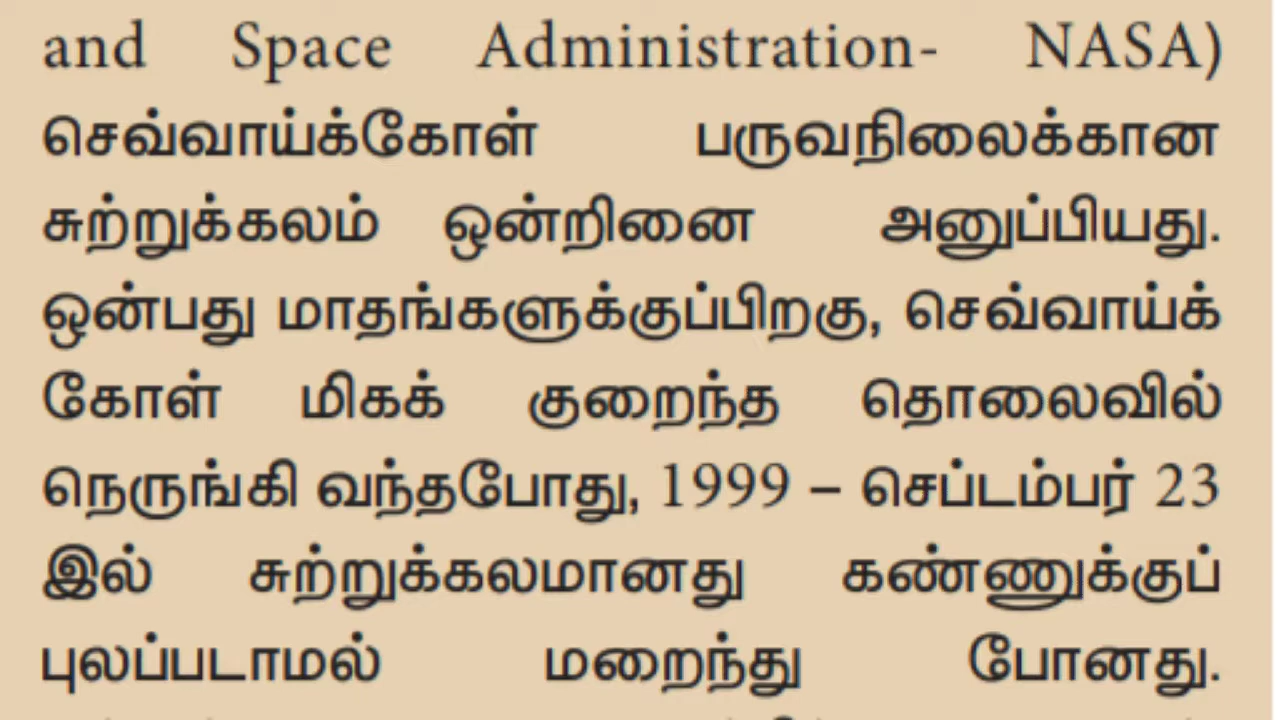 and Space Administration- NASA)
செவ்வாய்க்கோள் பருவநிலைக்கான
சுற்றுக்கலம் ஒன்றினை அனுப்பியது.
ஒன்பது மாதங்களுக்குப்பிறகு, செவ்வாய்க்
கோள் மிகக் குறைந்த தொலைவில்
நெருங்கி வந்தபோது, 1999 – செப்டம்பர் 23
இல் சுற்றுக்கலமானது கண்ணுக்குப்
புலப்படாமல் மறைந்து போனது.